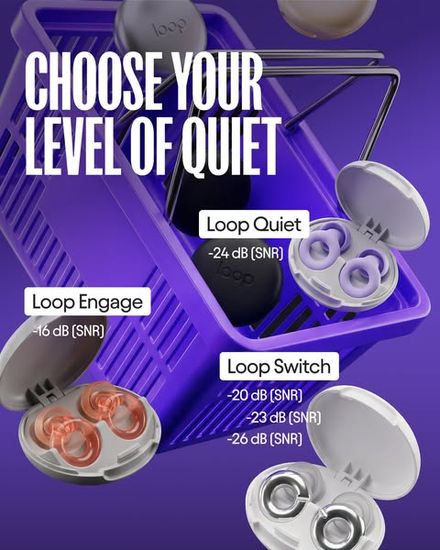 loop
CHOOSE YOUR
LEVEL OF QUIET
Loop Quiet
-24 dB (SNR)
loop
Loop Engage
-16 dB (SNR)
Loop Switch
-20 dB (SNR)
-23 dB (SNR)
-26 dB (SNR)